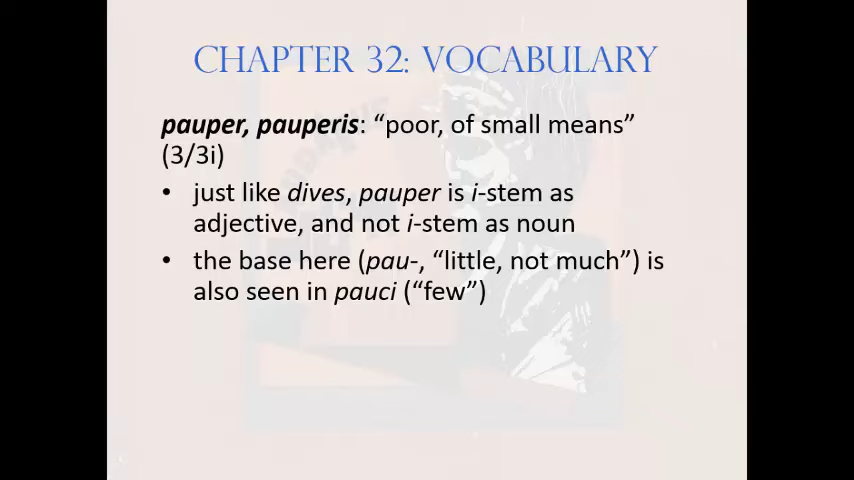 CHAPTER 32: VOCABULARY
pauper, pauperis: “poor, of small means”
(3/3i)
• just like dives, pauper is i-stem as
adjective, and not i-stem as noun
• the base here (pau-, “little, not much”) is
also seen in pauci (“few”)